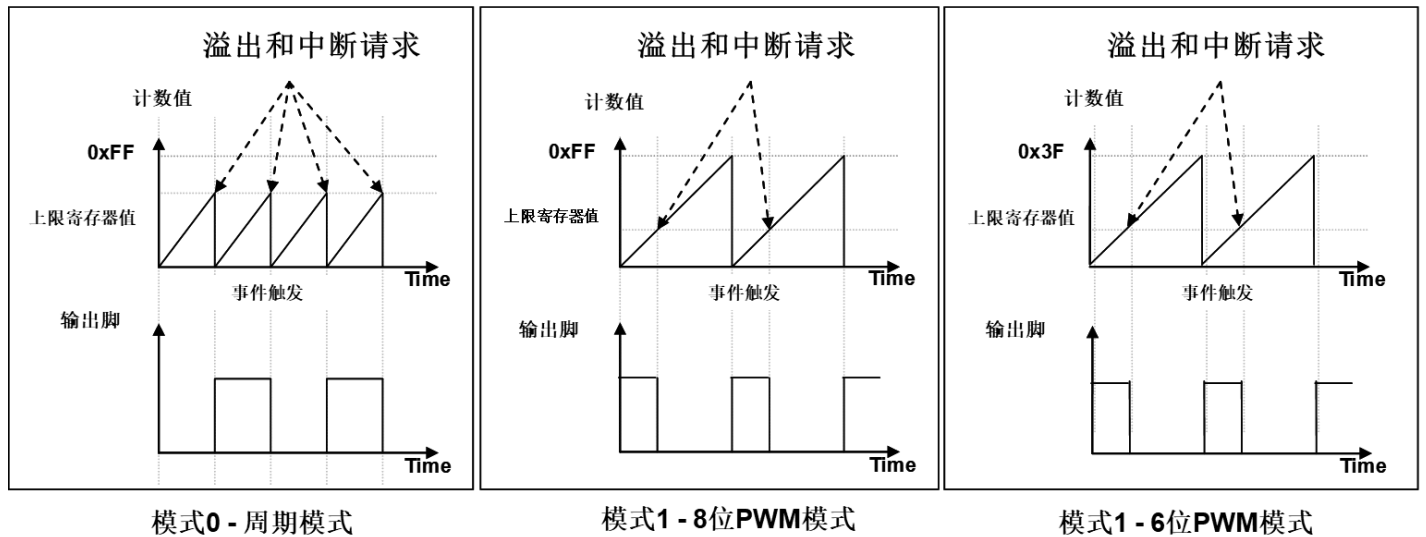 溢出和中断请求
计数值
0xFF
上限寄存器值
Time
事件触发
输出脚
Time
模式0 - 周期模式
溢出和中断请求
计数值
0xFF
上限寄存器值
Time
事件触发
输出脚
Time
模式1 - 8位PWM模式
溢出和中断请求
计数值
0x3F
上限寄存器值
Time
事件触发
输出脚
Time
模式1 - 6位PWM模式